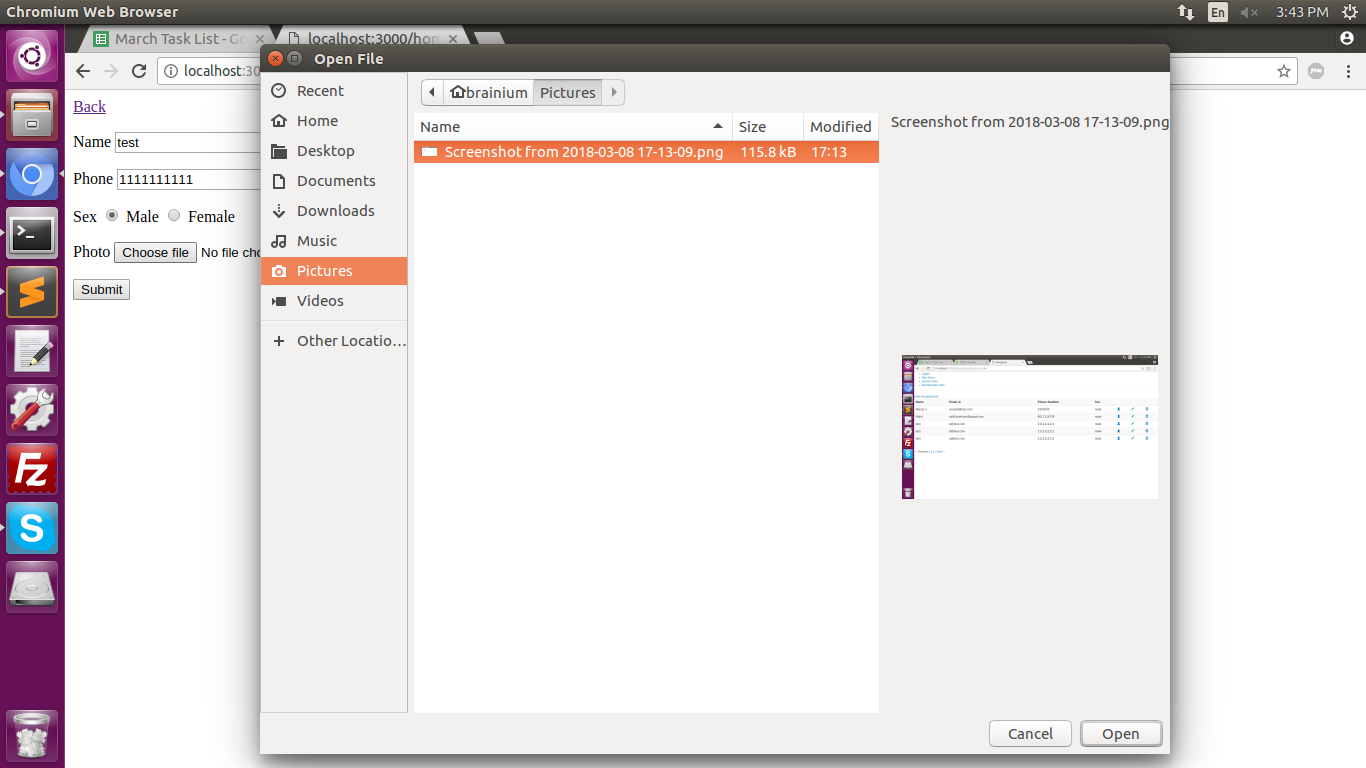 Chromium Web Browser
En
3:43 PM
March Task List - Go
localhost:3000/hom
Open File
localhost:30
Back
Name test
Phone 1111111111
Sex Male Female
Photo Choose file No file cho
Submit
Recent
Home
Desktop
Documents
Downloads
Music
Pictures
Videos
Other Locatio...
brainium Pictures
Name Size Modified
Screenshot from 2018-03-08 17-13-09.png 115.8 kB 17:13
Screenshot from 2018-03-08 17-13-09.png
Cancel Open